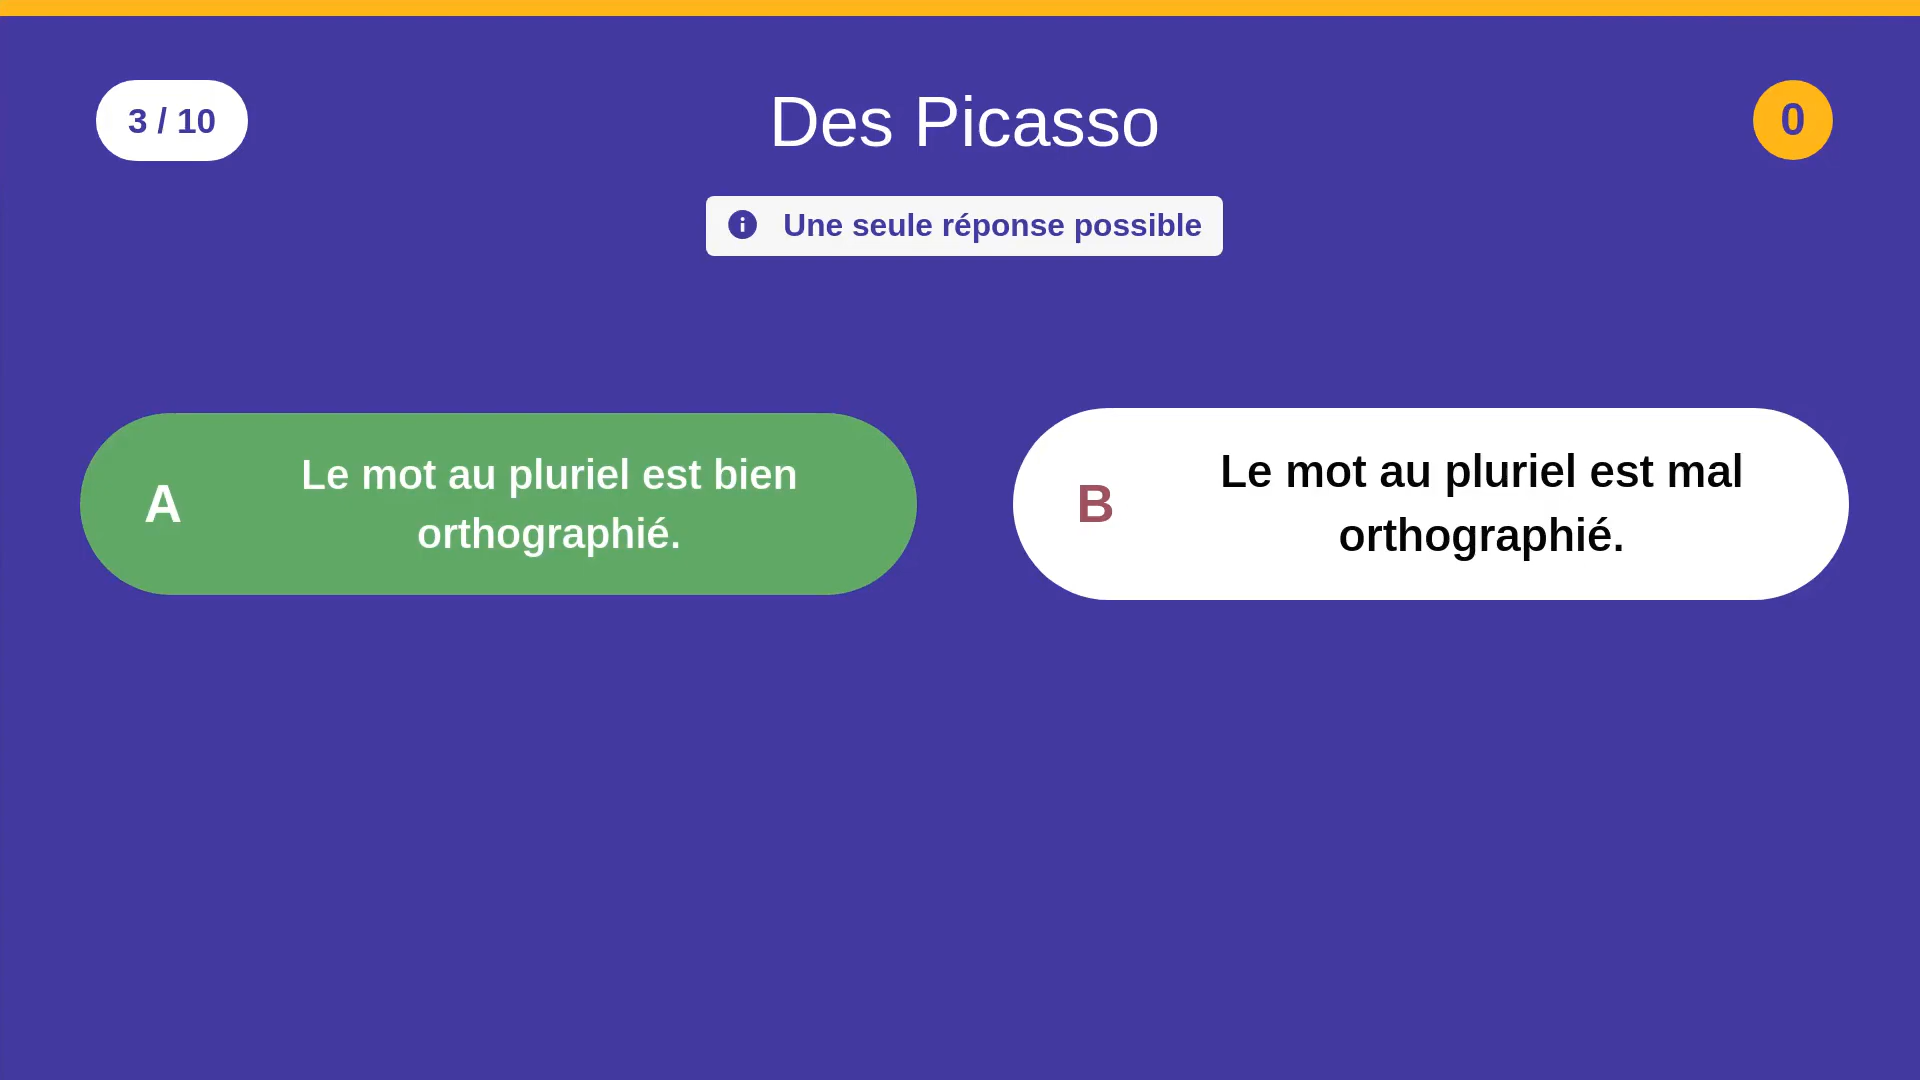 3 / 10
Des Picasso
0
Une seule réponse possible
A
Le mot au pluriel est bien
orthographié.
B
Le mot au pluriel est mal
orthographié.